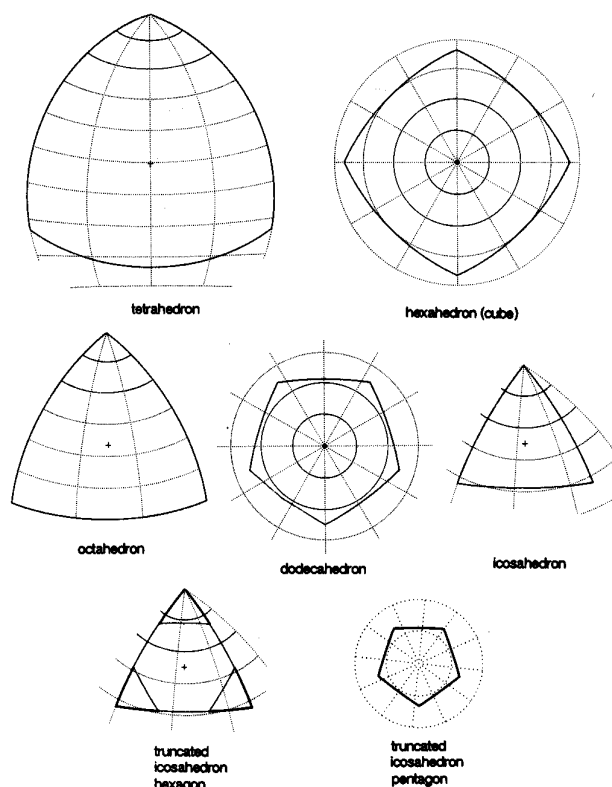 tetrahedron
hexahedron (cube)
octahedron
dodecahedron
icosahedron
truncated
icosahedron
hexagon
truncated
icosahedron
pentagon